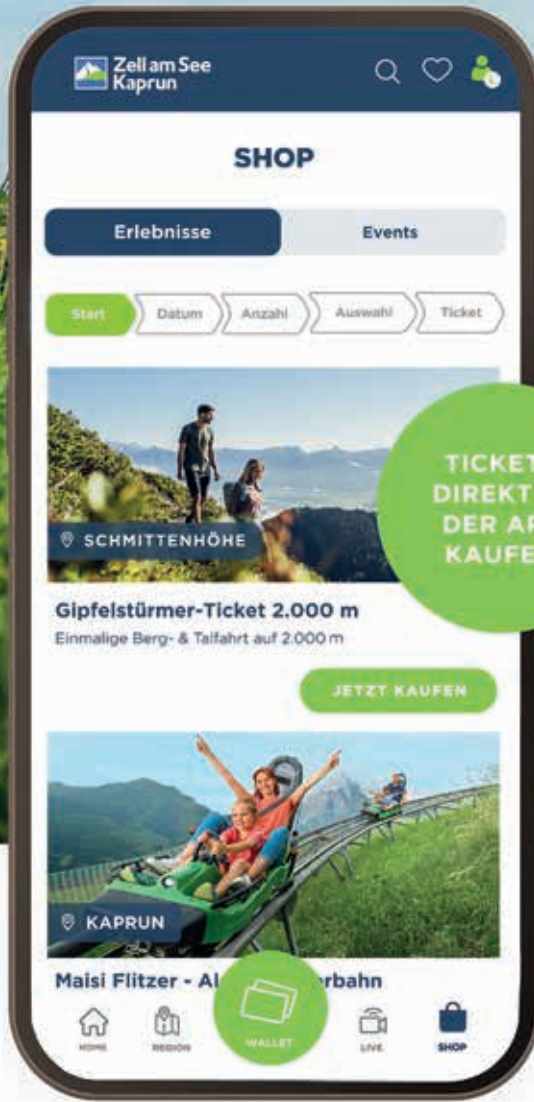 Zell am See
Kaprun
SHOP
Erlebnisse
Events
Start
Datum
Anzahl
Auswahl
Ticket
SCHMITTENHÖHE
TICKET
DIREKT
DER AP
KAUFE
Gipfelstürmer-Ticket 2.000 m
Einmalige Berg- & Talfahrt auf 2.000 m
JETZT KAUFEN
KAPRUN
Maisi Flitzer - Al rbahn
HOME
REGION
WALLET
LIVE
SHOP